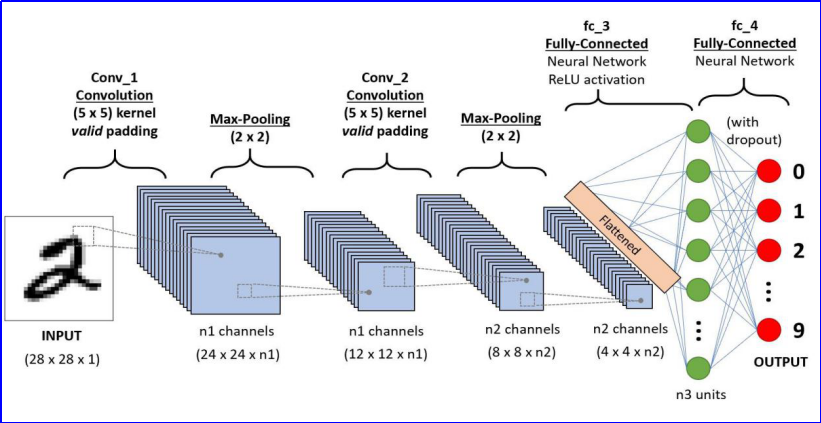 fc_3
Fully-Connected
Neural Network
ReLU activation
fc_4
Fully-Connected
Neural Network
Conv_1
Convolution
(5 x 5) kernel
valid padding
Max-Pooling
(2 x 2)
Conv_2
Convolution
(5 x 5) kernel
valid padding
Max-Pooling
(2 x 2)
(with
dropout)
Flattened
0
1
2
9
INPUT
(28 x 28 x 1)
n1 channels
(24 x 24 x n1)
n1 channels
(12 x 12 x n1)
n2 channels
(8 x 8 x n2)
n2 channels
(4 x 4 x n2)
OUTPUT
n3 units
2